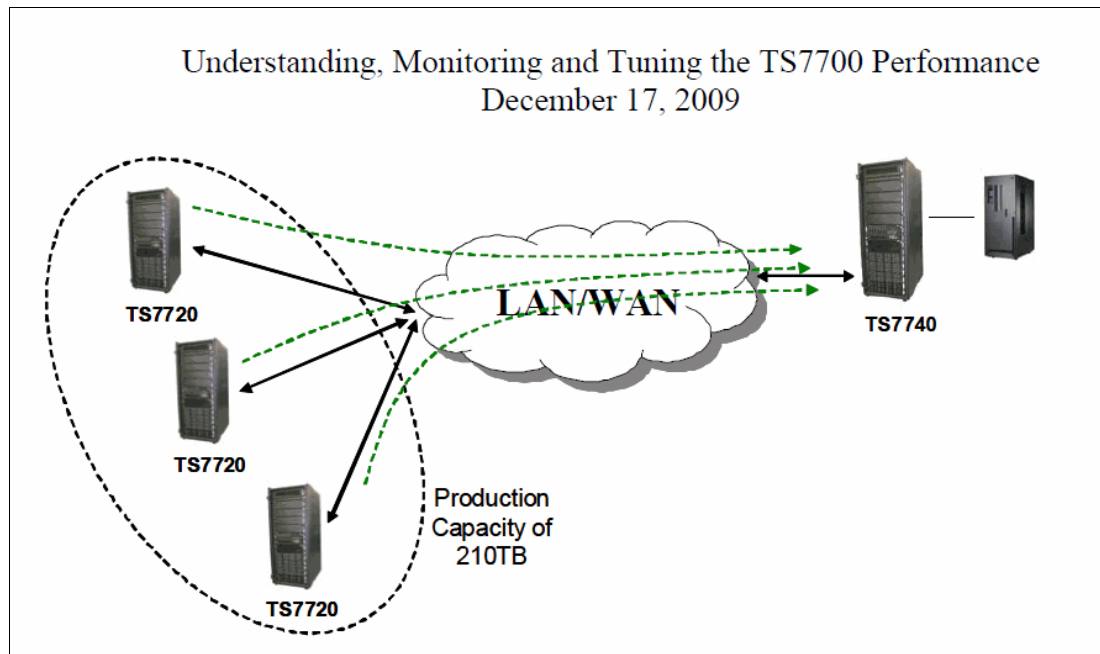 Understanding, Monitoring and Tuning the TS7700 Performance
December 17, 2009
TS7720
LAN/WAN
TS7740
TS7720
Production
Capacity of
210TB
TS7720